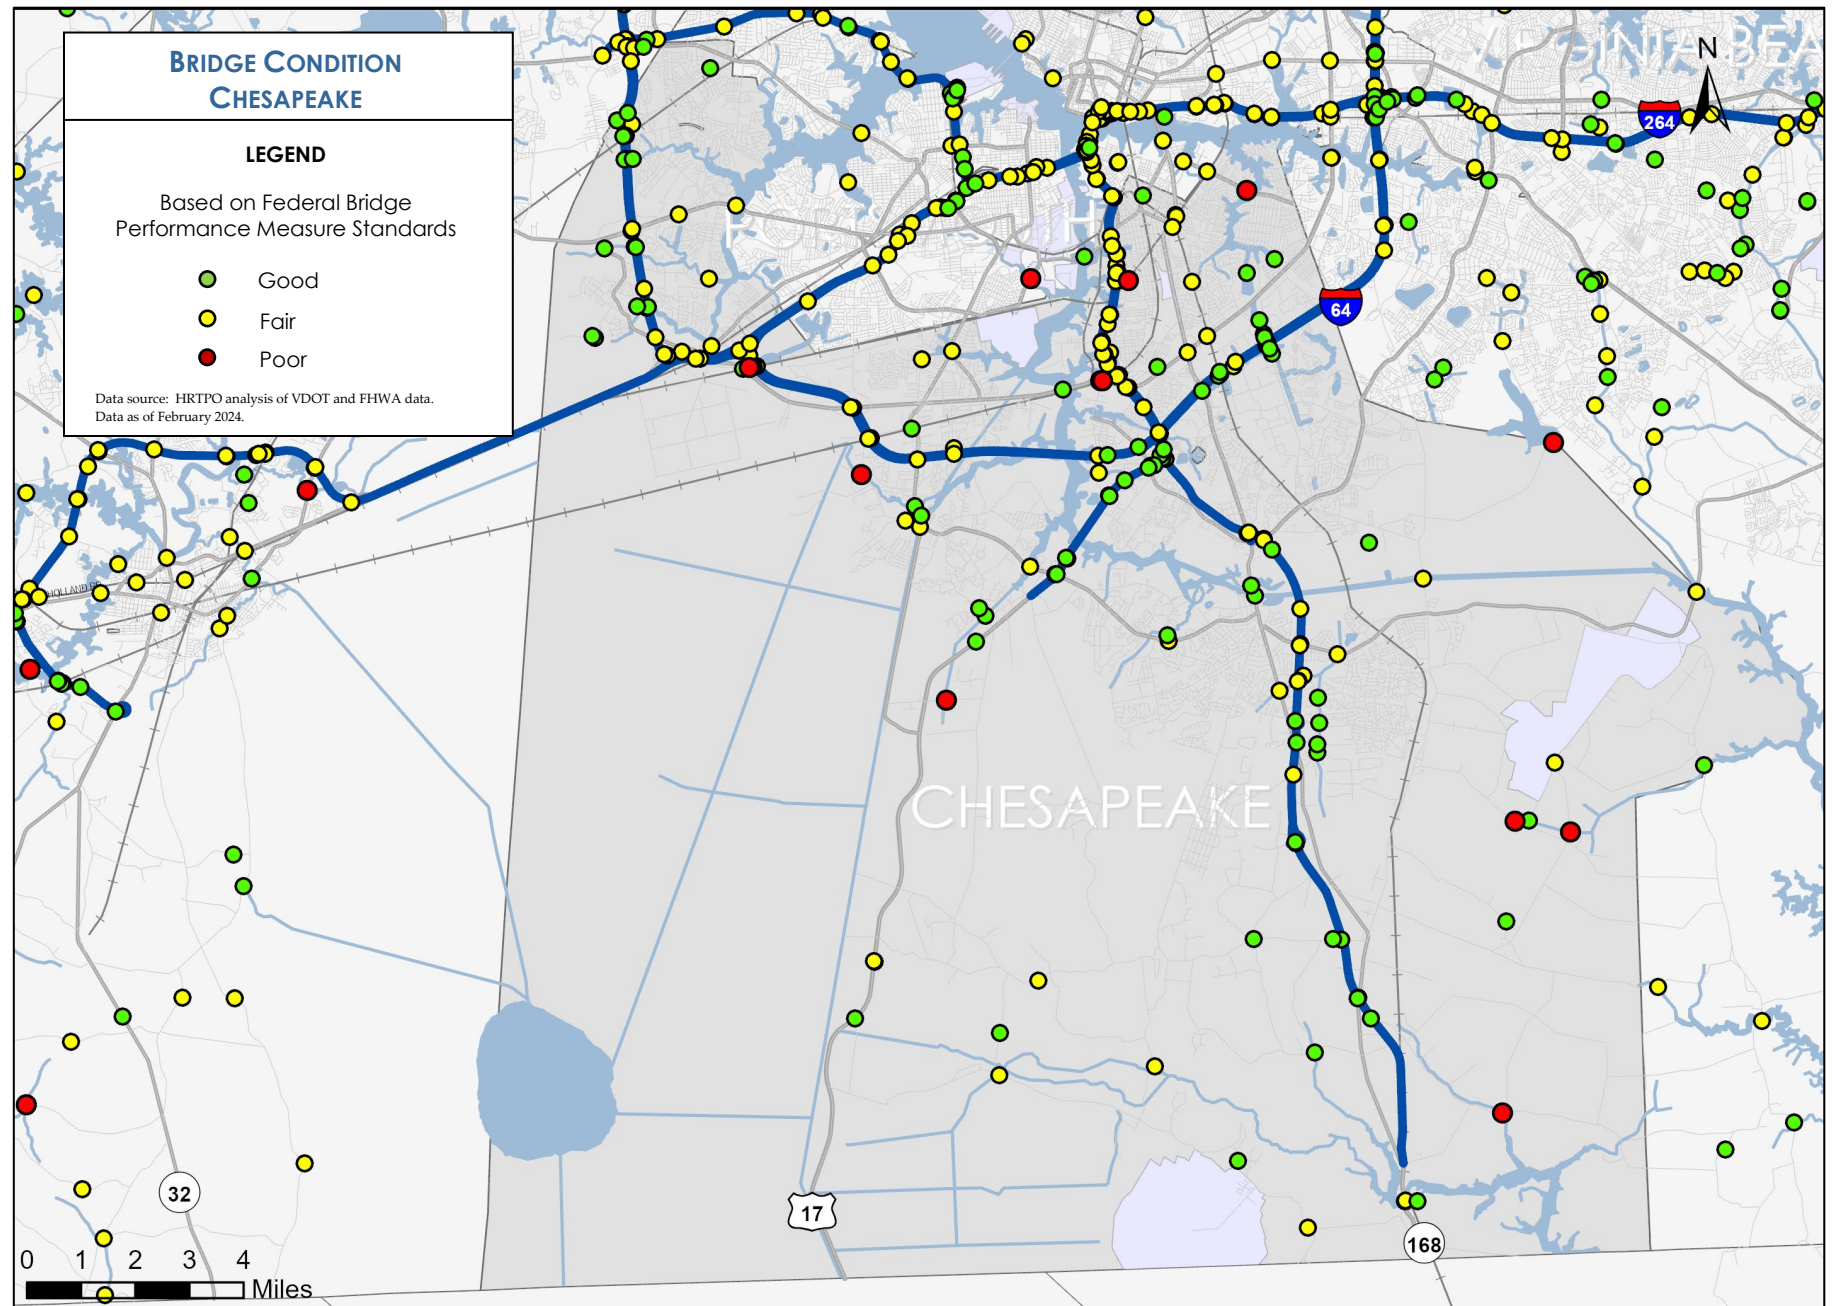 BRIDGE CONDITION
CHESAPEAKE
LEGEND
Based on Federal Bridge
Performance Measure Standards
Good
Fair
Poor
Data source: HRTPO analysis of VDOT and FHWA data.
Data as of February 2024.
N
264
64
HOLLAND RD
CHESAPEAKE
32
17
168
0 1 2 3 4
Miles